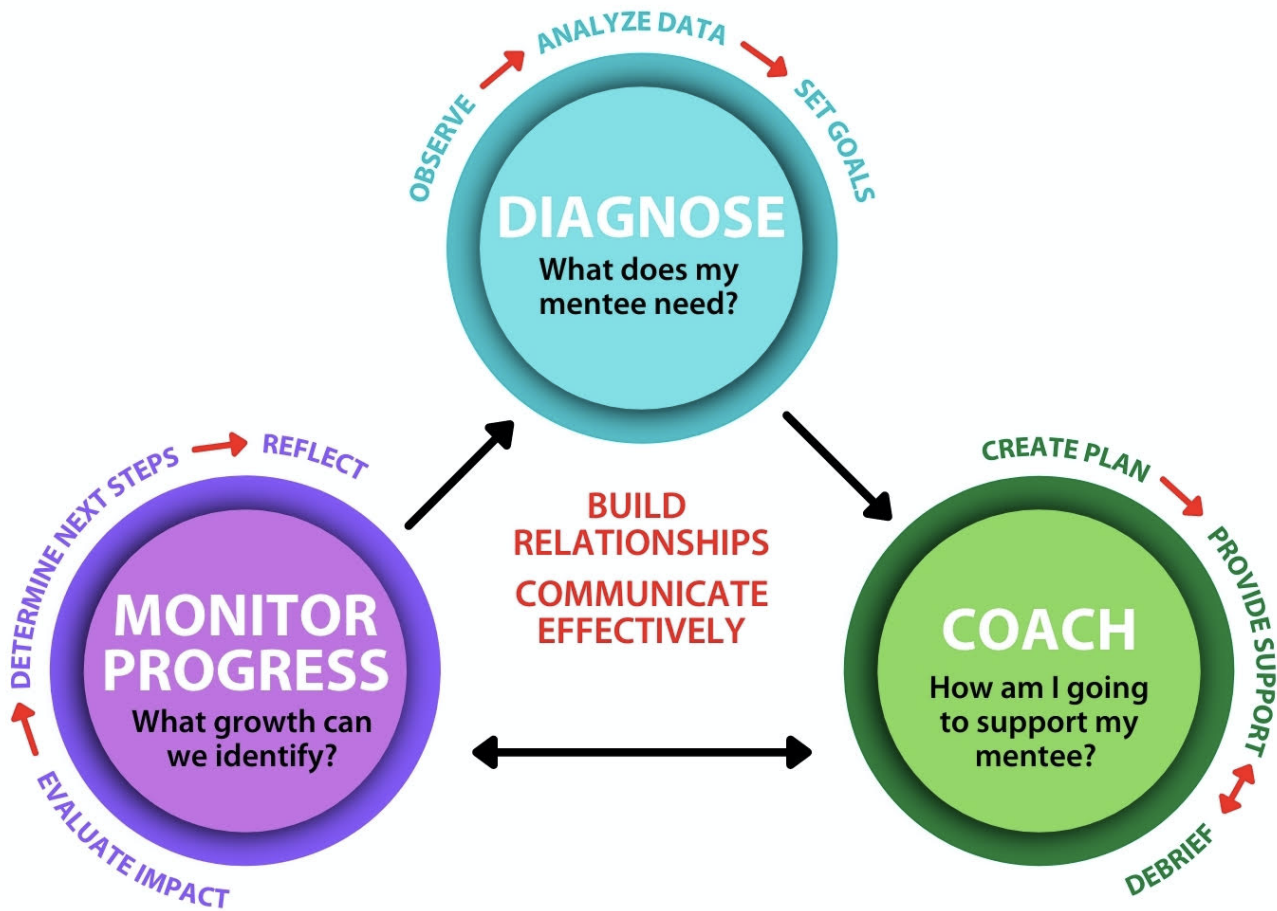 OBSERVE
ANALYZE DATA
SET GOALS
DIAGNOSE
What does my
mentee need?
CREATE PLAN
PROVIDE SUPPORT
DEBRIEF
COACH
How am I going
to support my
mentee?
EVALUATE IMPACT
DETERMINE NEXT STEPS
REFLECT
MONITOR
PROGRESS
What growth can
we identify?
BUILD
RELATIONSHIPS
COMMUNICATE
EFFECTIVELY